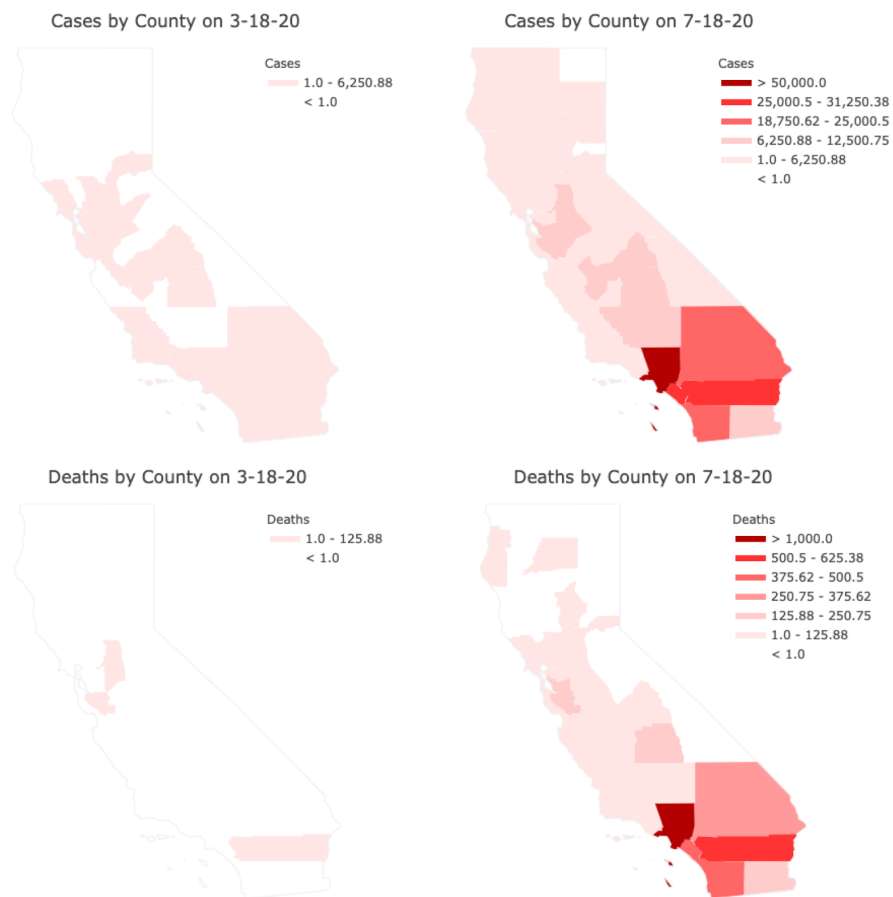 Cases by County on 3-18-20
Cases
1.0 - 6,250.88
< 1.0
Cases by County on 7-18-20
Cases
> 50,000.0
25,000.5 - 31,250.38
18,750.62 - 25,000.5
6,250.88 - 12,500.75
1.0 - 6,250.88
< 1.0
Deaths by County on 3-18-20
Deaths
1.0 - 125.88
< 1.0
Deaths by County on 7-18-20
Deaths
> 1,000.0
500.5 - 625.38
375.62 - 500.5
250.75 - 375.62
125.88 - 250.75
1.0 - 125.88
< 1.0